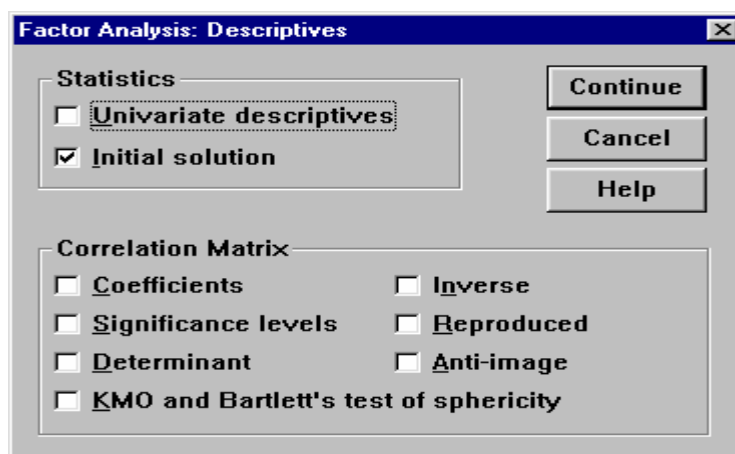 Factor Analysis: Descriptives
Statistics
Univariate descriptives
Initial solution
Continue
Cancel
Help
Correlation Matrix
Coefficients
Inverse
Significance levels
Reproduced
Determinant
Anti-image
KMO and Bartlett's test of sphericity